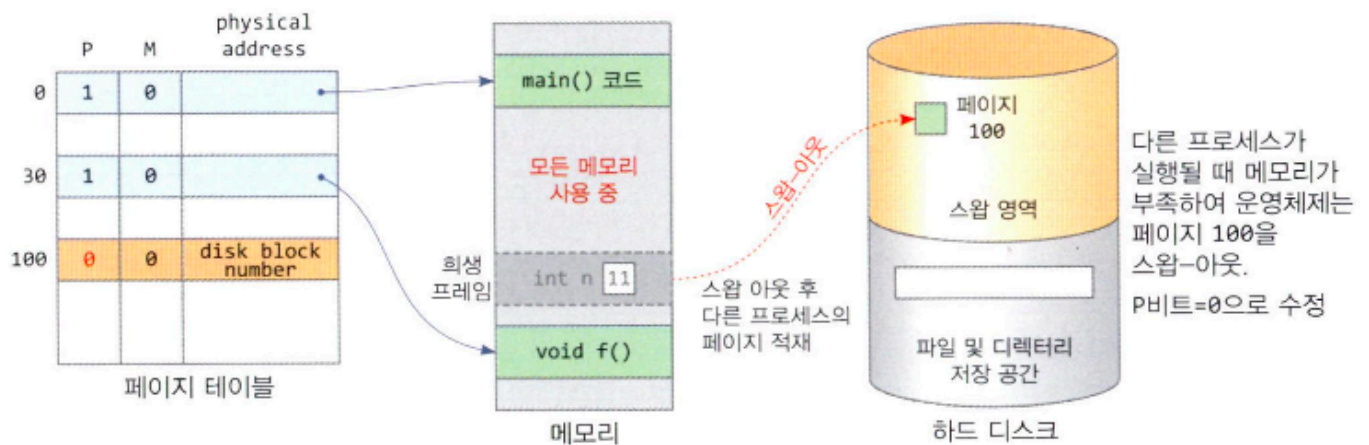 P M physical address
0 1 0
30 1 0
100 0 0 disk block number
페이지 테이블
main() 코드
모든 메모리
사용 중
희생
프레임
int n 11
void f()
메모리
스왑-아웃
스왑 아웃 후
다른 프로세스의
페이지 적재
페이지
100
스왑 영역
파일 및 디렉터리
저장 공간
하드 디스크
다른 프로세스가
실행될 때 메모리가
부족하여 운영체제는
페이지 100을
스왑-아웃.
P비트=0으로 수정